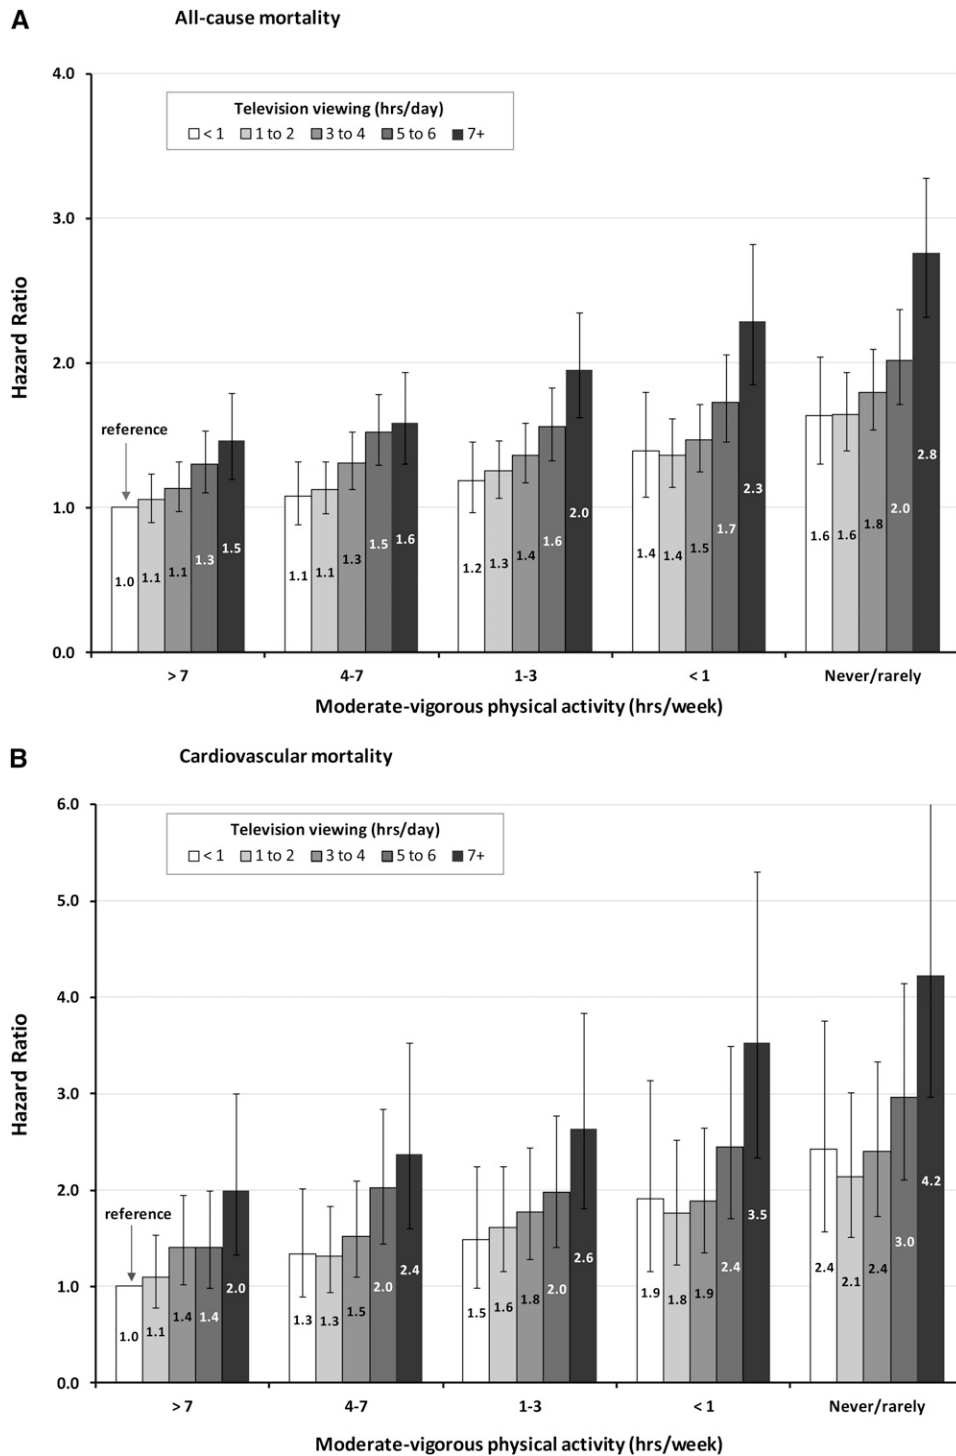 A
All-cause mortality
4.0
3.0
2.0
1.0
0.0
Hazard Ratio
Television viewing (hrs/day)
< 1 1 to 2 3 to 4 5 to 6 7+
reference
1.0 1.1 1.1 1.3 1.5
1.1 1.1 1.3 1.5 1.6
1.2 1.3 1.4 1.6 2.0
1.4 1.4 1.5 1.7 2.3
1.6 1.6 1.8 2.0 2.8
> 7 4-7 1-3 < 1 Never/rarely
Moderate-vigorous physical activity (hrs/week)
B
Cardiovascular mortality
6.0
5.0
4.0
3.0
2.0
1.0
0.0
Hazard Ratio
Television viewing (hrs/day)
< 1 1 to 2 3 to 4 5 to 6 7+
reference
1.0 1.1 1.4 1.4 2.0
1.3 1.3 1.5 2.0 2.4
1.5 1.6 1.8 2.0 2.6
1.9 1.8 1.9 2.4 3.5
2.4 2.1 2.4 3.0 4.2
> 7 4-7 1-3 < 1 Never/rarely
Moderate-vigorous physical activity (hrs/week)